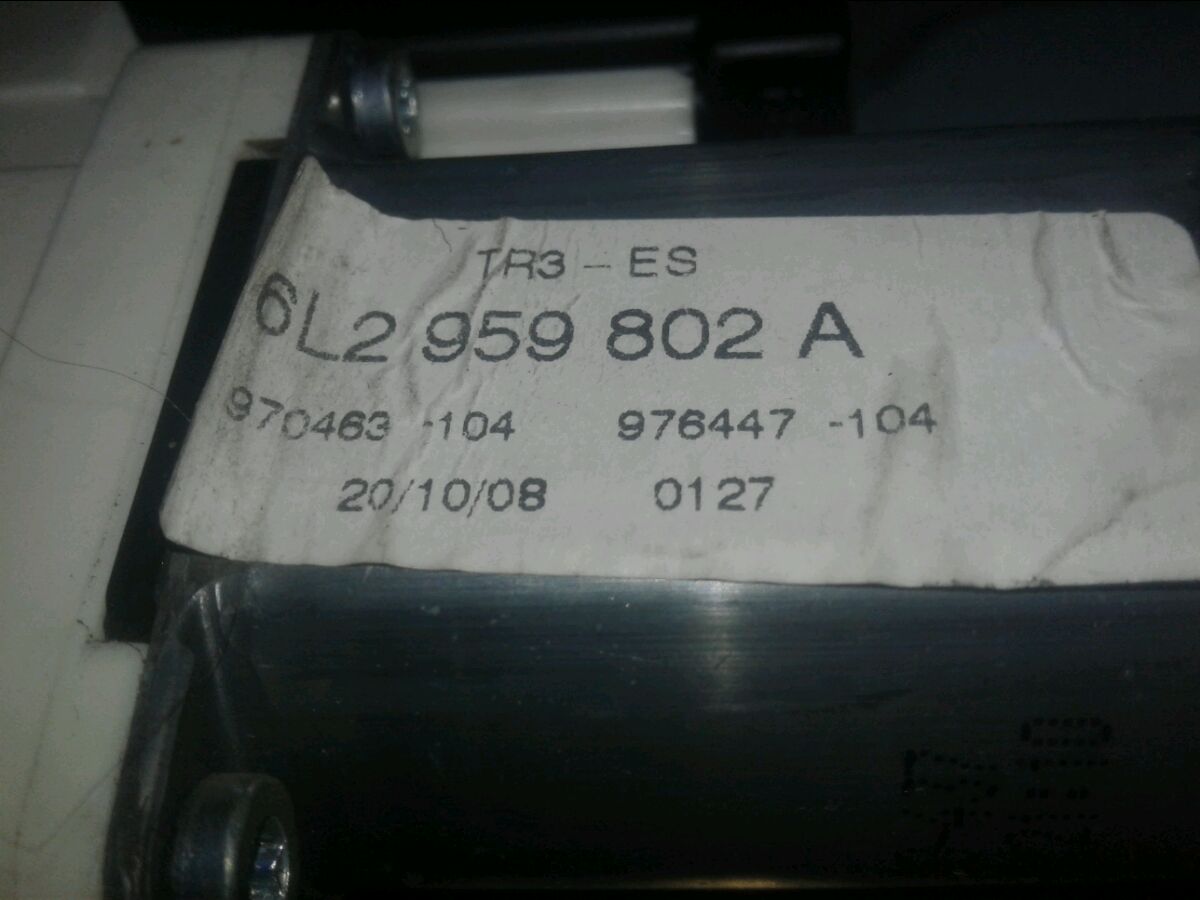 TR3 - ES
6L2 959 802 A
970463 -104 976447 -104
20/10/08 0127